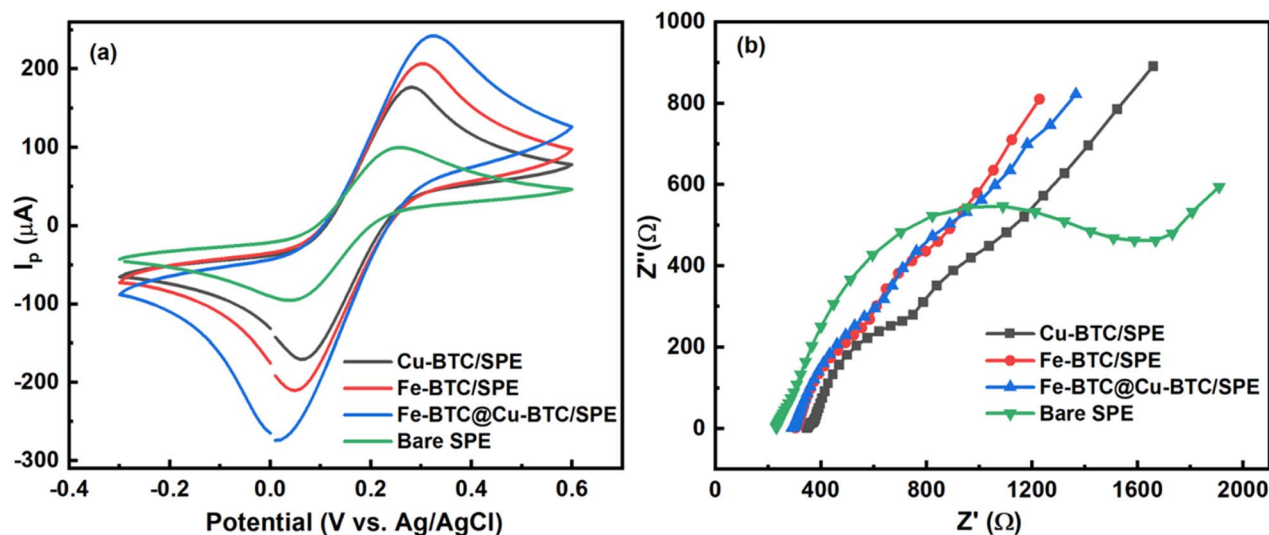 (a)
200
100
0
-100
-200
-300
I_p (μA)
-0.4 -0.2 0.0 0.2 0.4 0.6
Potential (V vs. Ag/AgCl)
Cu-BTC/SPE
Fe-BTC/SPE
Fe-BTC@Cu-BTC/SPE
Bare SPE
(b)
1000
800
600
400
200
0
Z''(Ω)
0 400 800 1200 1600 2000
Z' (Ω)
Cu-BTC/SPE
Fe-BTC/SPE
Fe-BTC@Cu-BTC/SPE
Bare SPE